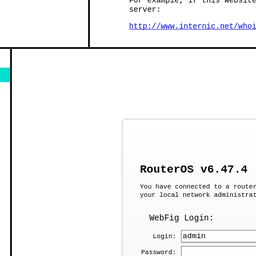 For example, if this website
server:
http://www.internic.net/whoi
RouterOS v6.47.4
You have connected to a router
your local network administrat
WebFig Login:
Login: admin
Password: